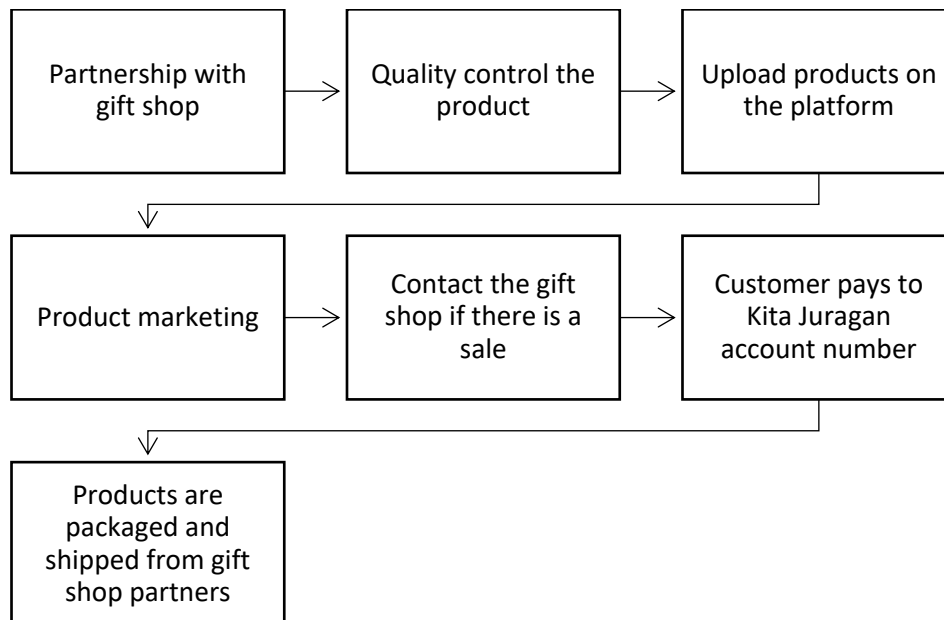 Partnership with
gift shop
Quality control the
product
Upload products on
the platform
Product marketing
Contact the gift
shop if there is a
sale
Customer pays to
Kita Juragan
account number
Products are
packaged and
shipped from gift
shop partners